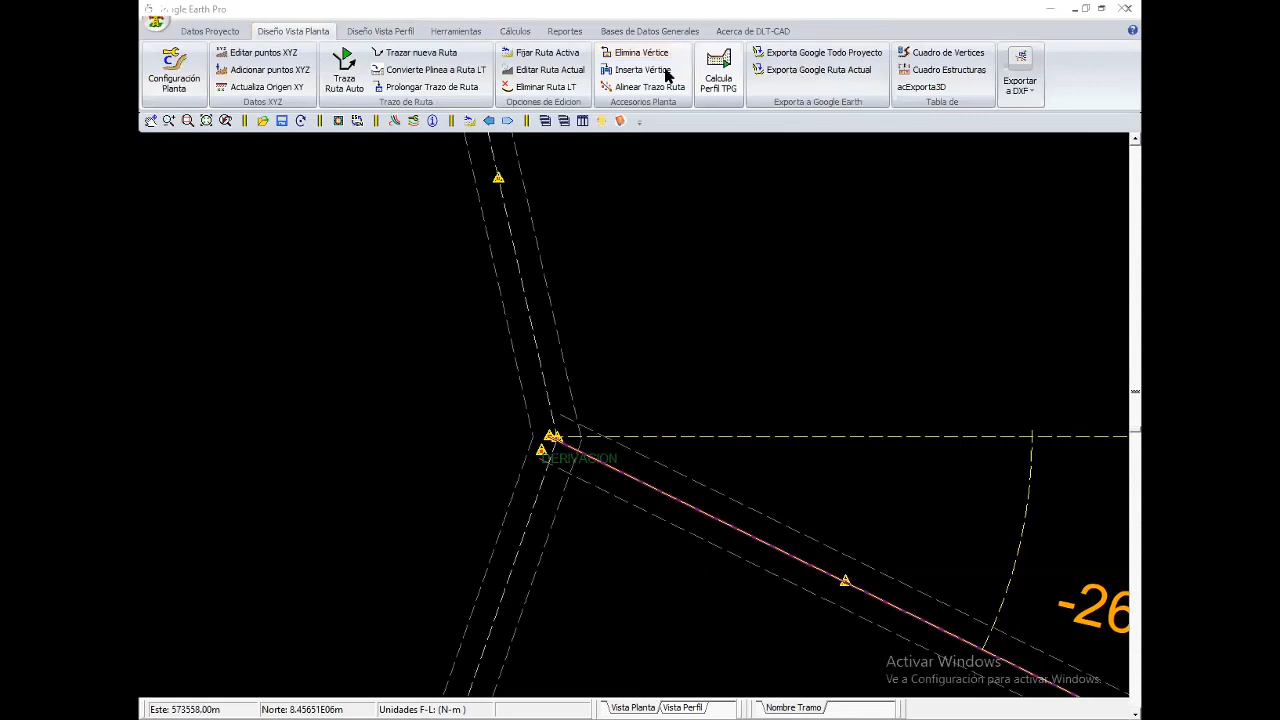 Google Earth Pro
Datos Proyecto Diseño Vista Planta Diseño Vista Perfil Herramientas Cálculos Reportes Bases de Datos Generales Acerca de DLT-CAD
Configuración Planta
Editar puntos XYZ
Adicionar puntos XYZ
Actualiza Origen XY
Datos XYZ
Traza Ruta Auto
Trazar nueva Ruta
Convierte Plinea a Ruta LT
Prolongar Trazo de Ruta
Trazo de Ruta
Fijar Ruta Activa
Editar Ruta Actual
Eliminar Ruta LT
Opciones de Edicion
Elimina Vértice
Inserta Vértice
Alinear Trazo Ruta
Accesorios Planta
Calcula Perfil TPG
Exporta Google Todo Proyecto
Exporta Google Ruta Actual
Exporta a Google Earth
Cuadro de Vertices
Cuadro Estructuras
acExporta3D
Tabla de
Exportar a DXF
DERIVACION
-26
Activar Windows
Ve a Configuración para activar Windows.
Este: 573558.00m Norte: 8.45651E06m Unidades F-L: (N-m ) Vista Planta Vista Perfil Nombre Tramo